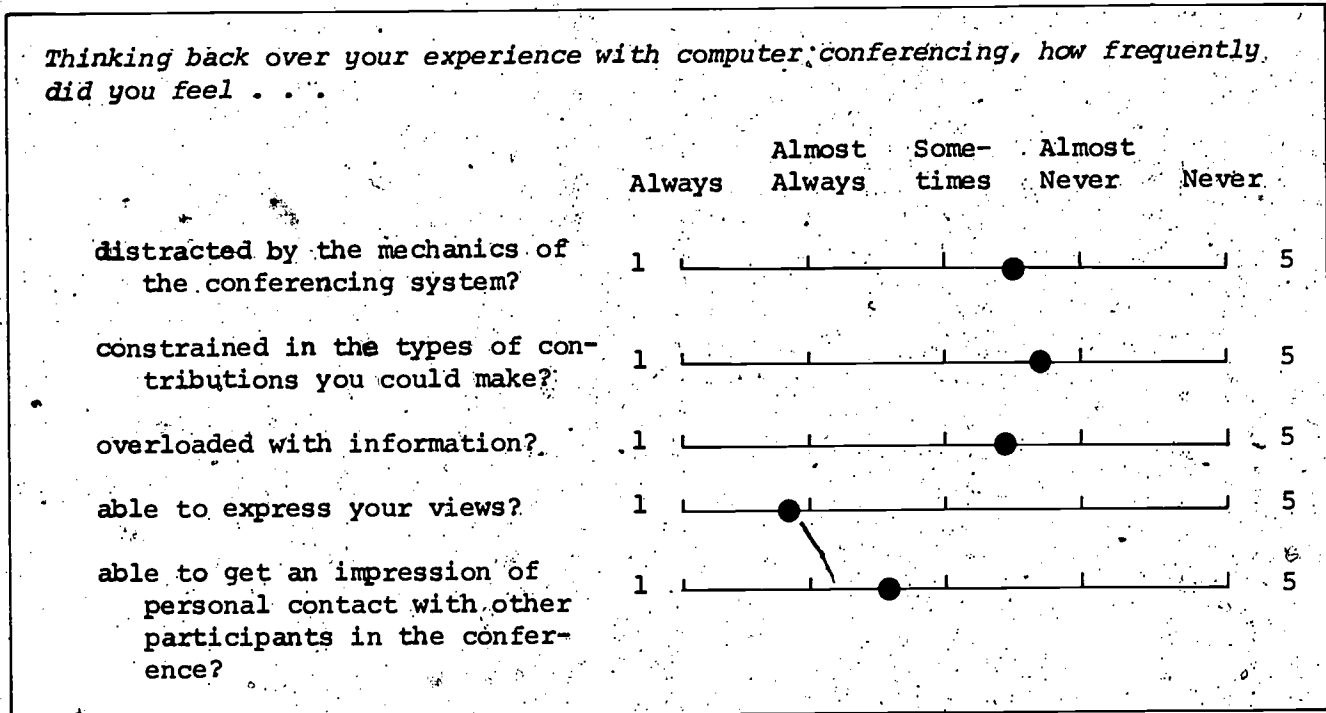 Thinking back over your experience with computer conferencing, how frequently
did you feel . . .
Almost Some- Almost
Always Always times Never Never
distracted by the mechanics of
the conferencing system?
1 5
constrained in the types of con-
tributions you could make?
1 5
overloaded with information?
1 5
able to express your views?
1 5
able to get an impression of
personal contact with other
participants in the confer-
ence?
1 5